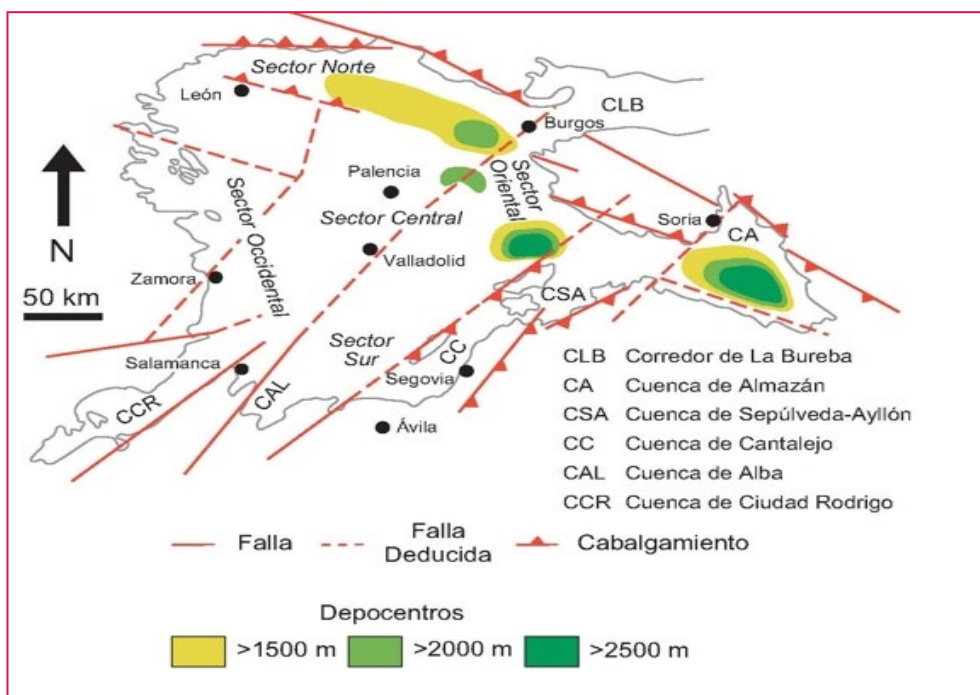 Sector Norte
León
CLB
Burgos
Sector Oriental
Palencia
Sector Occidental
Sector Central
Soria
CA
N
Valladolid
Zamora
50 km
CSA
Sector
Sur
CC
Salamanca
Segovia
CAL
CCR
Ávila
CLB Corredor de La Bureba
CA Cuenca de Almazán
CSA Cuenca de Sepúlveda-Ayllón
CC Cuenca de Cantalejo
CAL Cuenca de Alba
CCR Cuenca de Ciudad Rodrigo
Falla
Falla
Deducida
Cabalgamiento
Depocentros
>1500 m
>2000 m
>2500 m